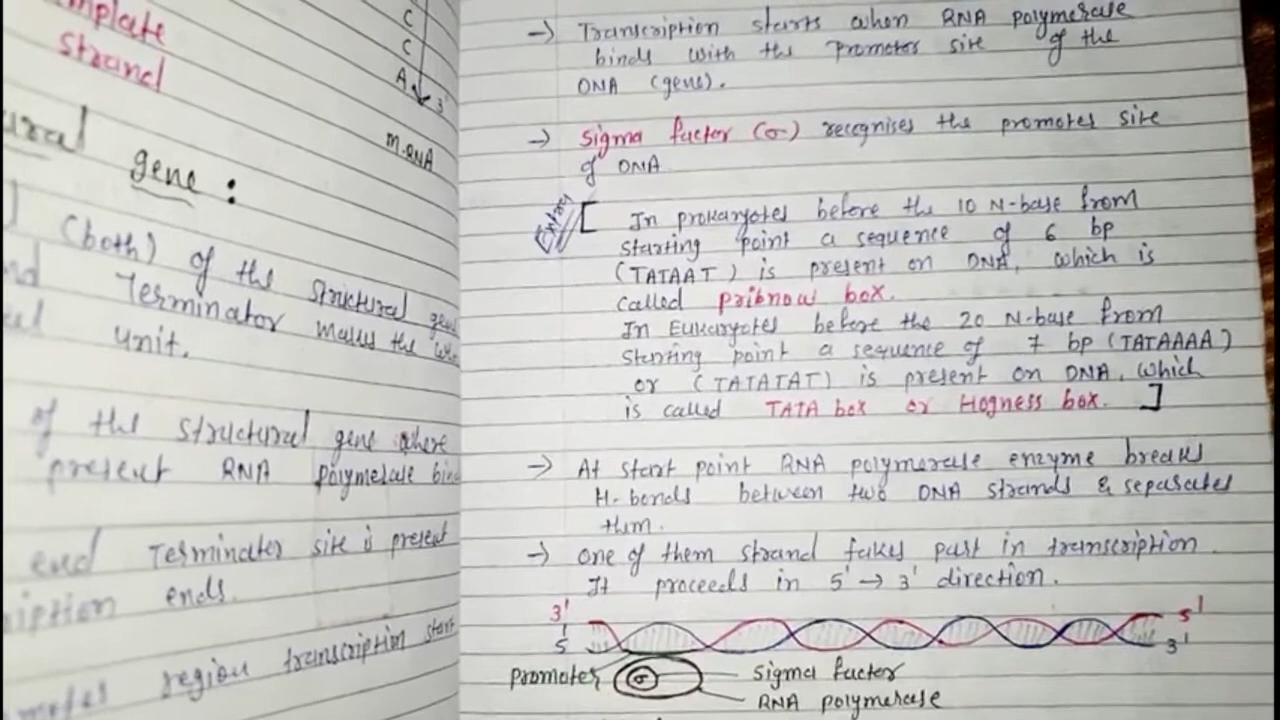 mplate
strand
C
C
A
3'
m.RNA
gene :
(both) of the structural gene
Terminator makes the
unit.
of the structural gene where
present RNA polymerase bind
end Terminator site is present
ends.
region transcription start
→ Transcription starts when RNA polymerase
binds with the promoter site of the
DNA (gene).
→ Sigma factor (σ) recognises the promoter site
of DNA
Extra
[ In prokaryotes before the 10 N-base from
starting point a sequence of 6 bp
(TATAAT) is present on DNA, which is
called pribnow box.
In Eukaryotes before the 20 N-base from
starting point a sequence of 7 bp (TATAAAA)
or (TATATAT) is present on DNA, which
is called TATA box or Hogness box. ]
→ At start point RNA polymerase enzyme breaks
H-bonds between two DNA strands & separates
them.
→ One of them strand takes part in transcription.
It proceeds in 5' → 3' direction.
3' 5'
5' 3'
promoter σ Sigma factor
RNA polymerase